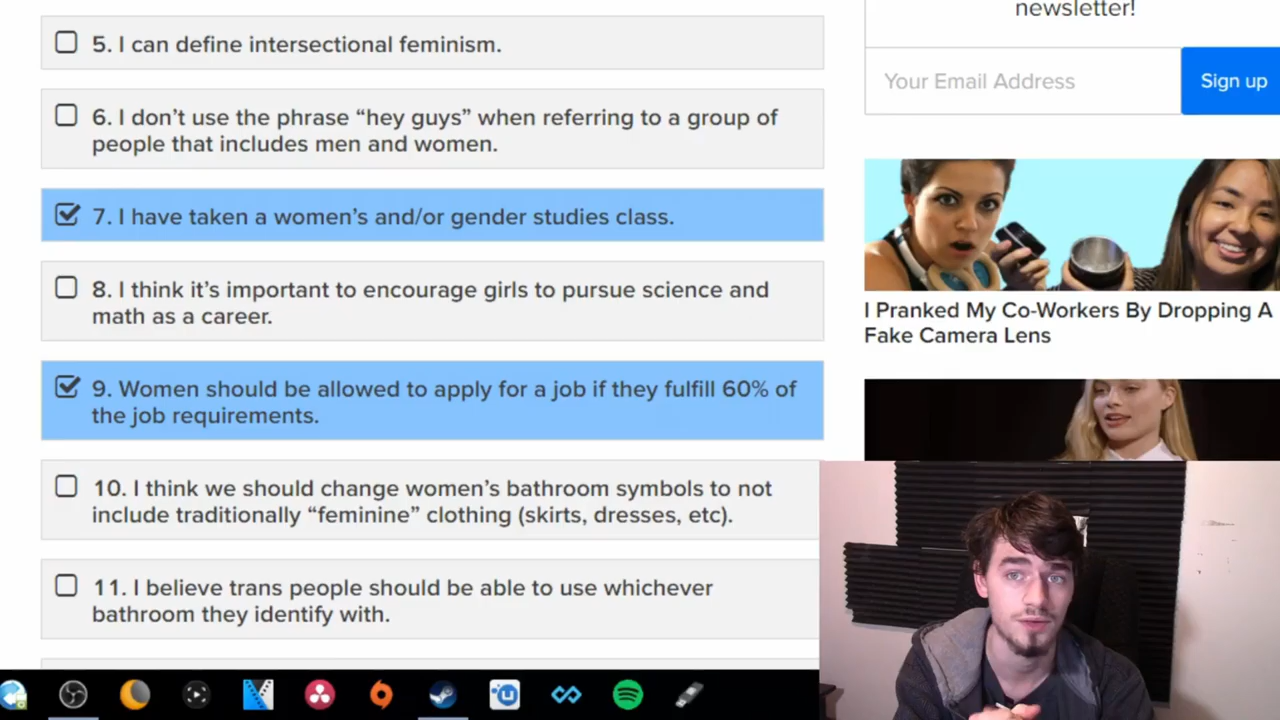 newsletter!
5. I can define intersectional feminism.
Your Email Address
Sign up
6. I don’t use the phrase “hey guys” when referring to a group of
people that includes men and women.
7. I have taken a women’s and/or gender studies class.
8. I think it’s important to encourage girls to pursue science and
math as a career.
I Pranked My Co-Workers By Dropping A
Fake Camera Lens
9. Women should be allowed to apply for a job if they fulfill 60% of
the job requirements.
10. I think we should change women’s bathroom symbols to not
include traditionally “feminine” clothing (skirts, dresses, etc).
11. I believe trans people should be able to use whichever
bathroom they identify with.